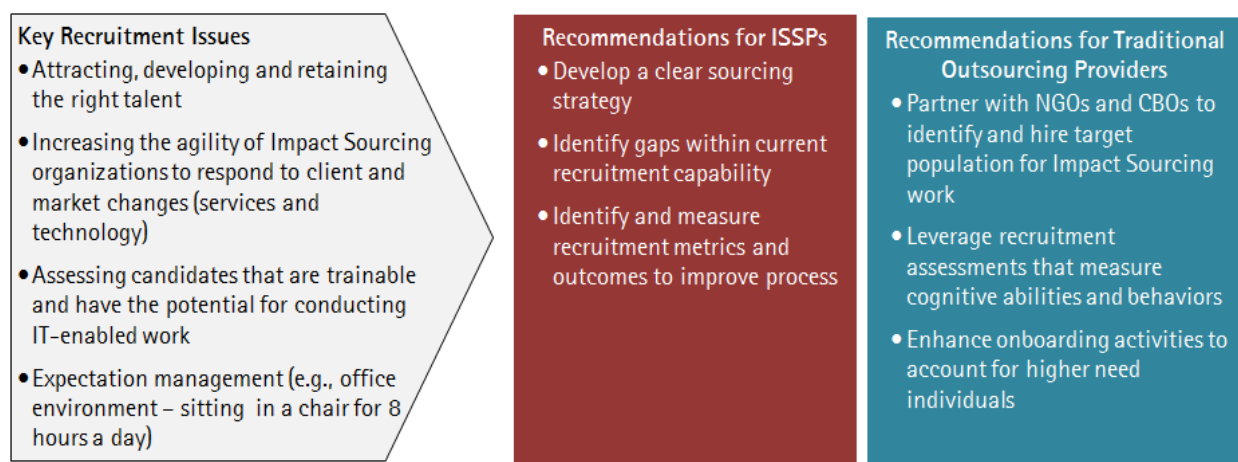 Key Recruitment Issues
• Attracting, developing and retaining
the right talent
• Increasing the agility of Impact Sourcing
organizations to respond to client and
market changes (services and
technology)
• Assessing candidates that are trainable
and have the potential for conducting
IT-enabled work
• Expectation management (e.g., office
environment – sitting in a chair for 8
hours a day)
Recommendations for ISSPs
• Develop a clear sourcing
strategy
• Identify gaps within current
recruitment capability
• Identify and measure
recruitment metrics and
outcomes to improve process
Recommendations for Traditional
Outsourcing Providers
• Partner with NGOs and CBOs to
identify and hire target
population for Impact Sourcing
work
• Leverage recruitment
assessments that measure
cognitive abilities and behaviors
• Enhance onboarding activities to
account for higher need
individuals